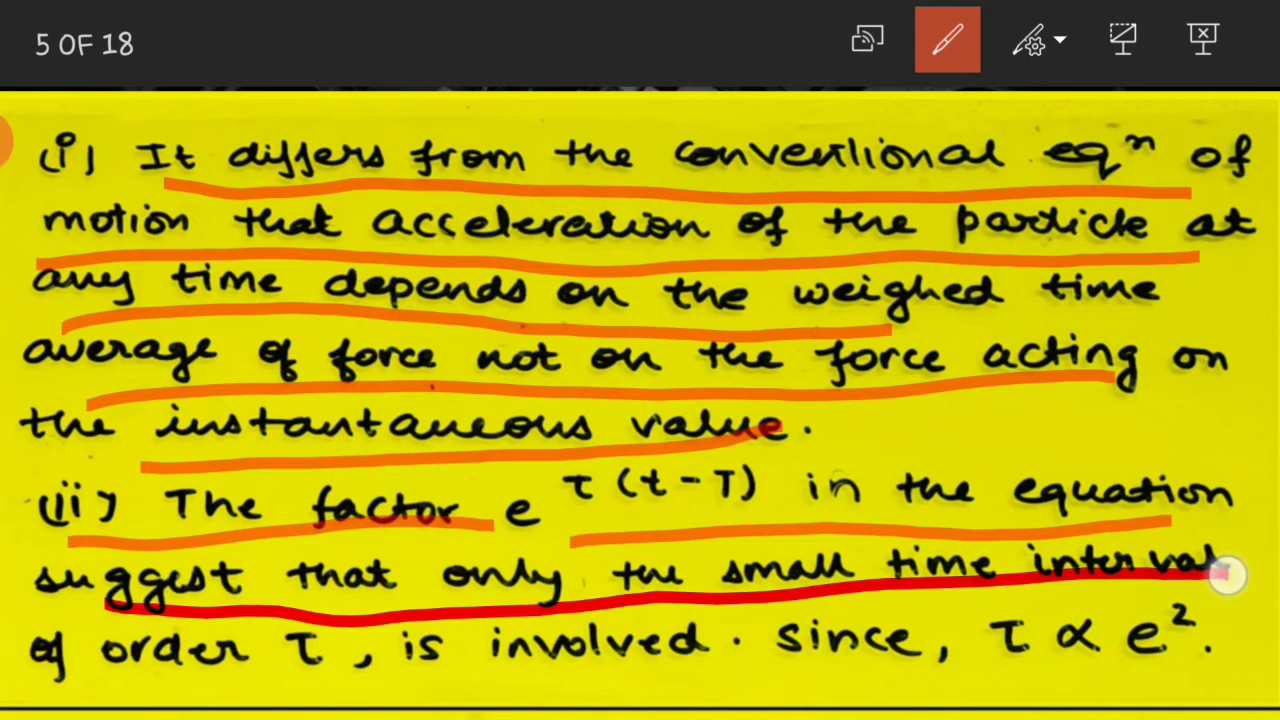 5 OF 18
(i) It differs from the conventional eqⁿ of
motion that acceleration of the particle at
any time depends on the weighed time
average of force not on the force acting on
the instantaneous value.
(ii) The factor e^τ(t-T) in the equation
suggest that only the small time interval
of order τ, is involved. since, τ ∝ e².